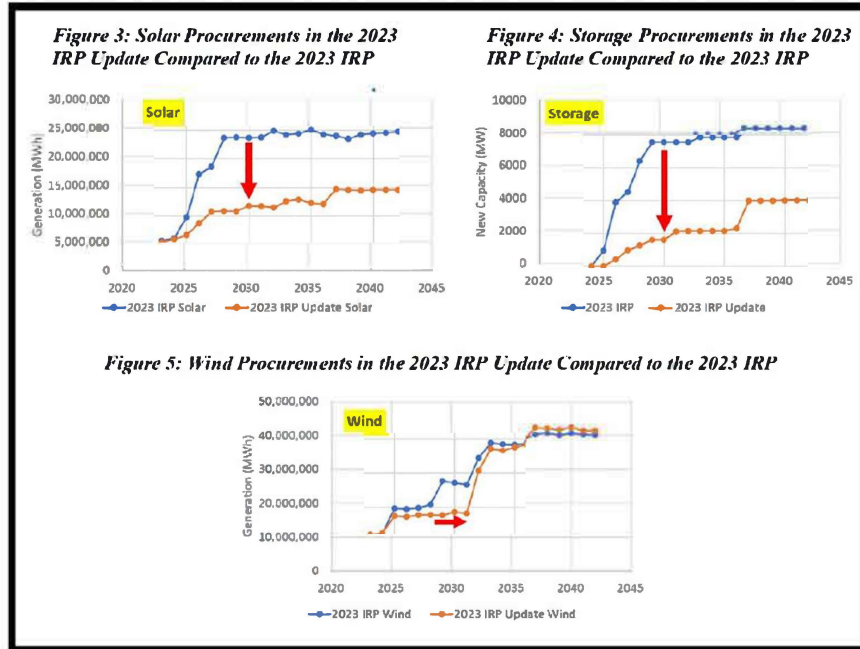 Figure 3: Solar Procurements in the 2023
IRP Update Compared to the 2023 IRP
Solar
Generation (MWh)
30,000,000
25,000,000
20,000,000
15,000,000
10,000,000
5,000,000
0
2020 2025 2030 2035 2040 2045
2023 IRP Solar 2023 IRP Update Solar
Figure 4: Storage Procurements in the 2023
IRP Update Compared to the 2023 IRP
Storage
New Capacity (MW)
10000
8000
6000
4000
2000
0
2020 2025 2030 2035 2040 2045
2023 IRP 2023 IRP Update
Figure 5: Wind Procurements in the 2023 IRP Update Compared to the 2023 IRP
Wind
Generation (MWh)
50,000,000
40,000,000
30,000,000
20,000,000
10,000,000
0
2020 2025 2030 2035 2040 2045
2023 IRP Wind 2023 IRP Update Wind